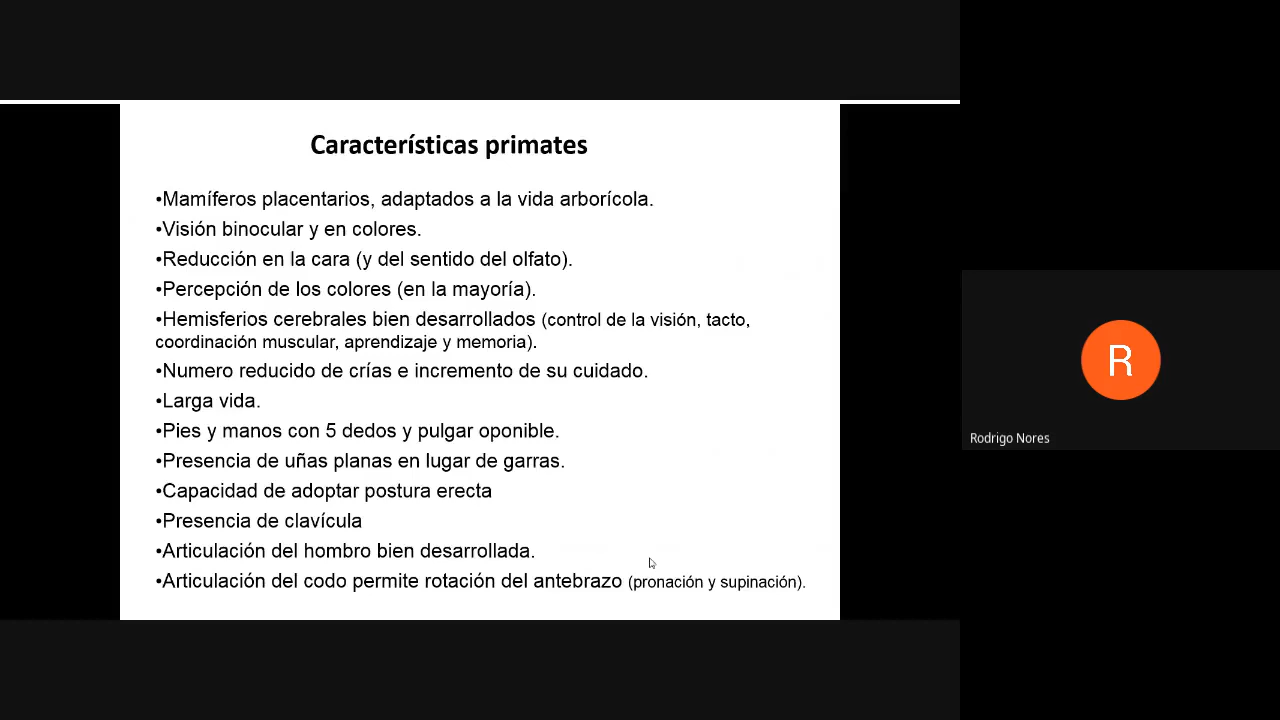 Características primates
•Mamíferos placentarios, adaptados a la vida arborícola.
•Visión binocular y en colores.
•Reducción en la cara (y del sentido del olfato).
•Percepción de los colores (en la mayoría).
•Hemisferios cerebrales bien desarrollados (control de la visión, tacto,
coordinación muscular, aprendizaje y memoria).
•Numero reducido de crías e incremento de su cuidado.
•Larga vida.
•Pies y manos con 5 dedos y pulgar oponible.
•Presencia de uñas planas en lugar de garras.
•Capacidad de adoptar postura erecta
•Presencia de clavícula
•Articulación del hombro bien desarrollada.
•Articulación del codo permite rotación del antebrazo (pronación y supinación).
R
Rodrigo Nores